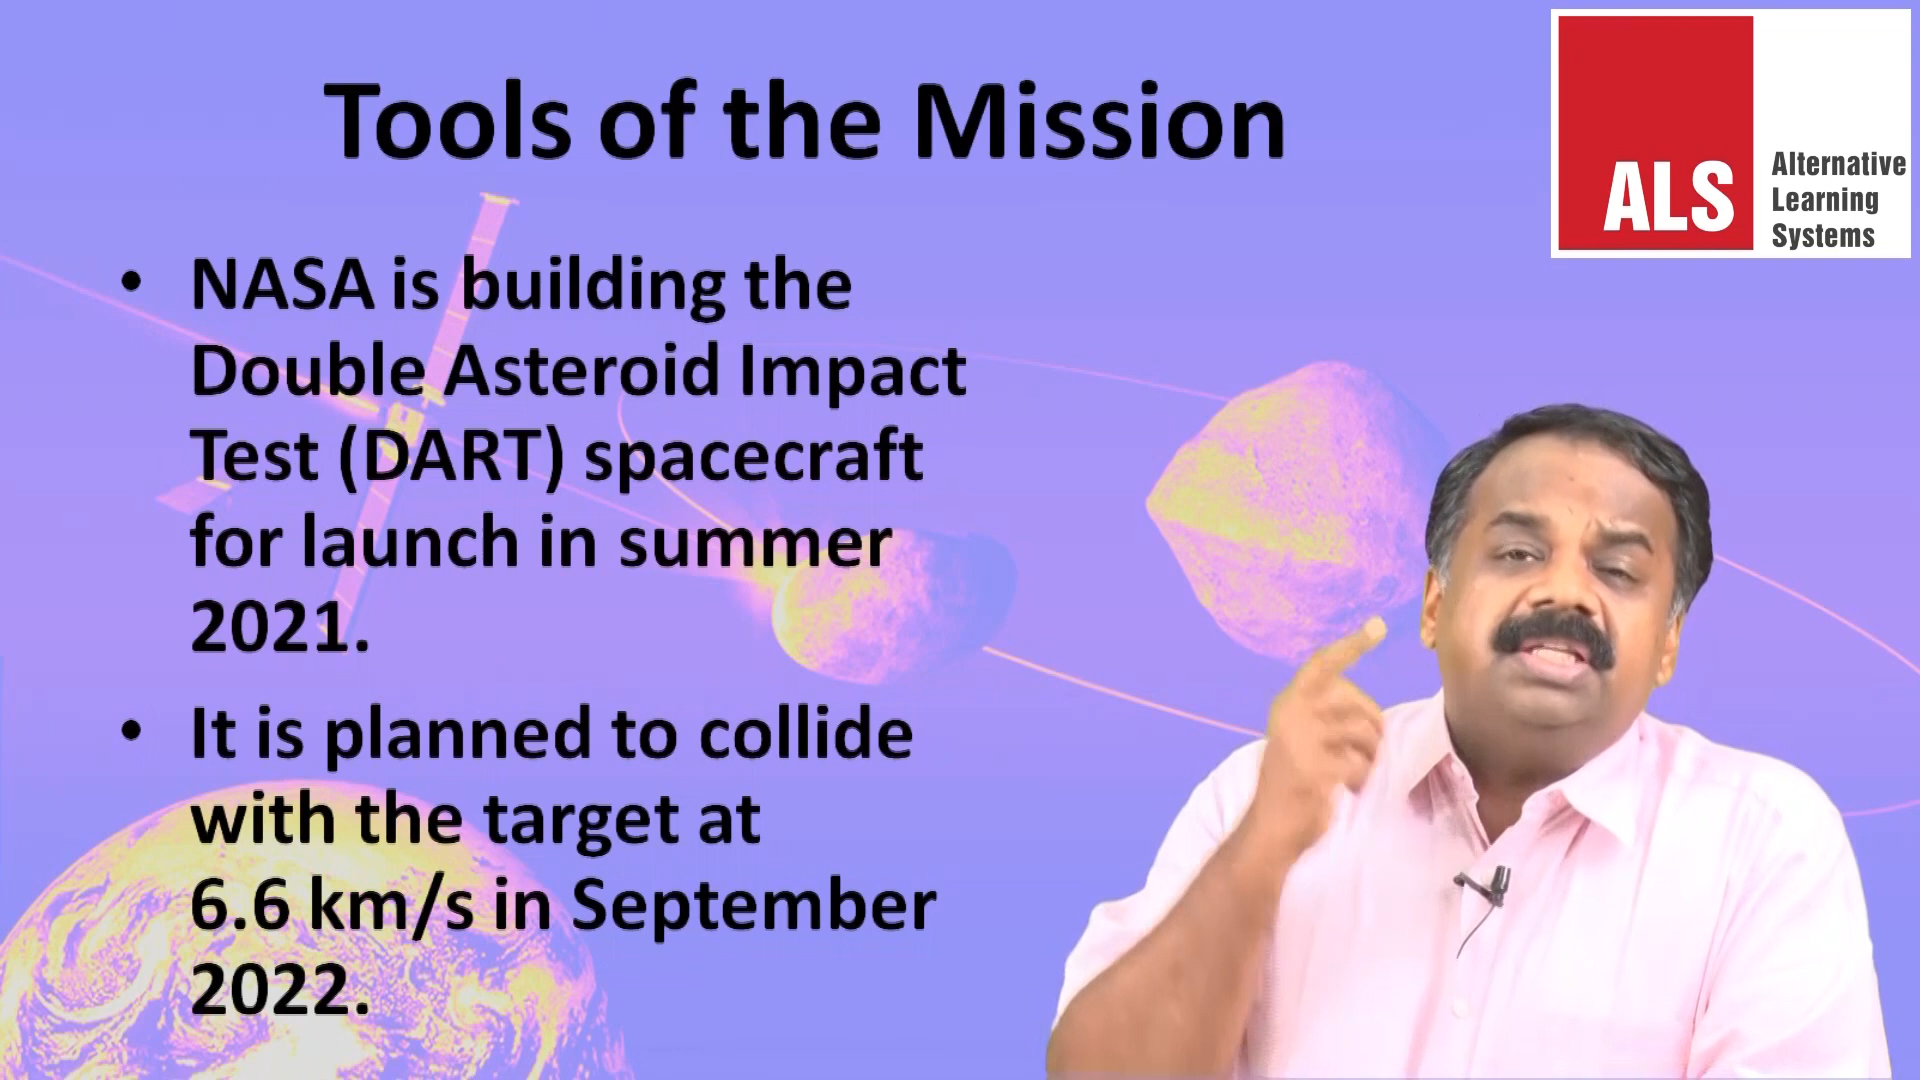 Tools of the Mission
ALS
Alternative
Learning
Systems
• NASA is building the
Double Asteroid Impact
Test (DART) spacecraft
for launch in summer
2021.
• It is planned to collide
with the target at
6.6 km/s in September
2022.